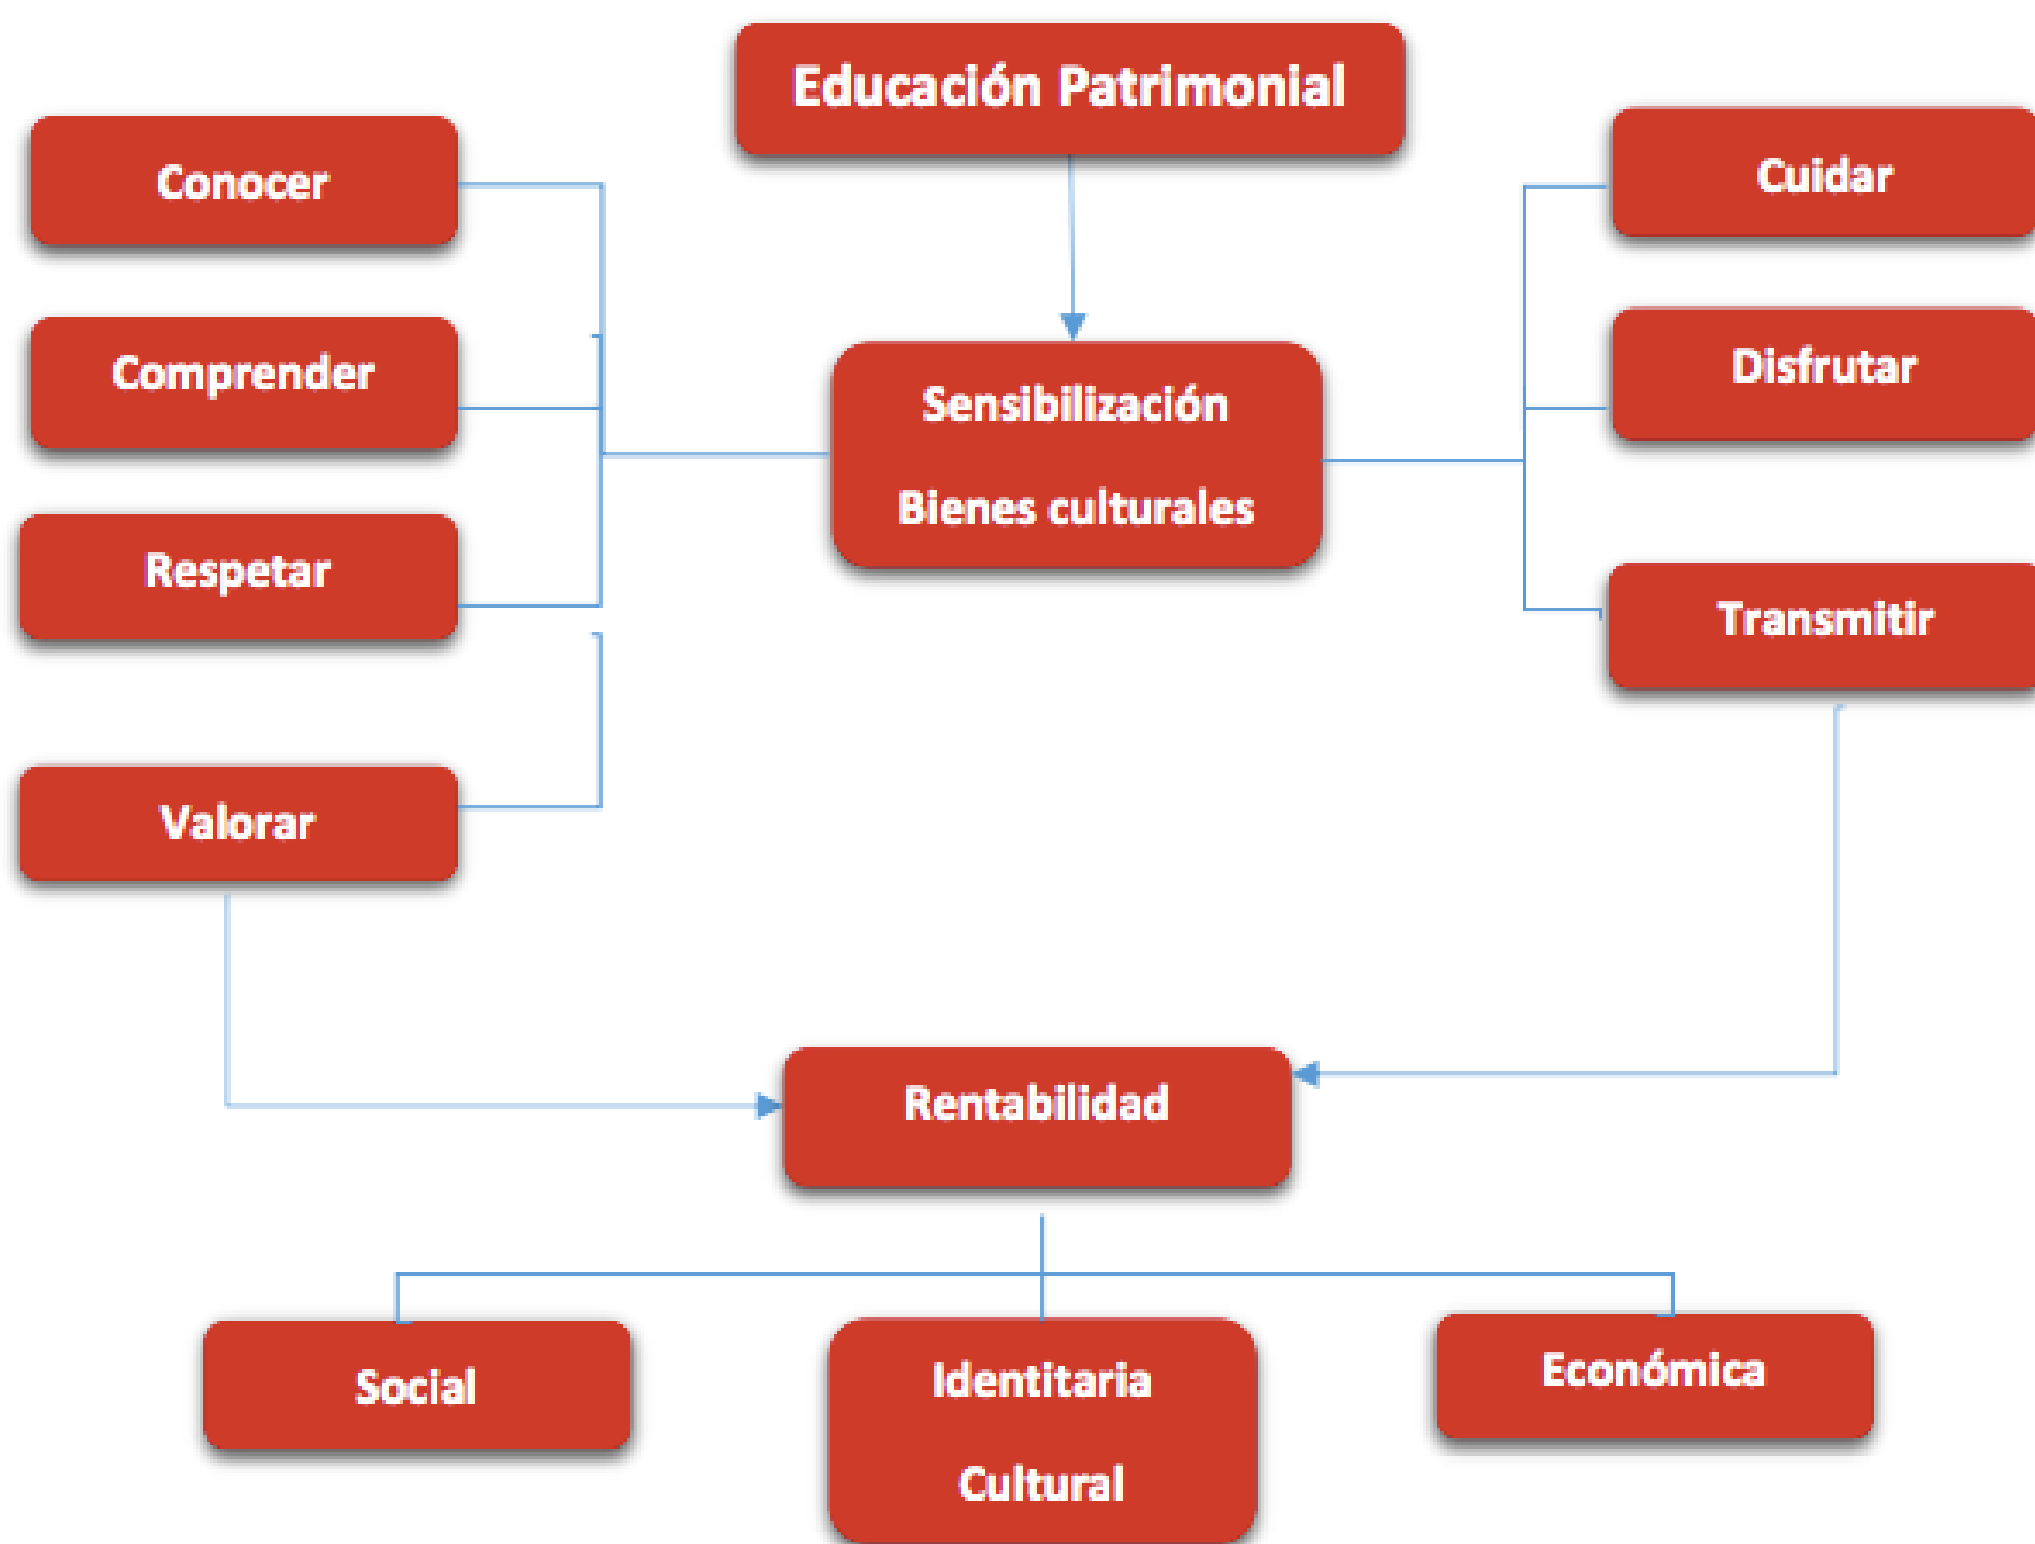 Educación Patrimonial
Conocer
Cuidar
Comprender
Disfrutar
Sensibilización
Bienes culturales
Respetar
Transmitir
Valorar
Rentabilidad
Social
Identitaria
Cultural
Económica